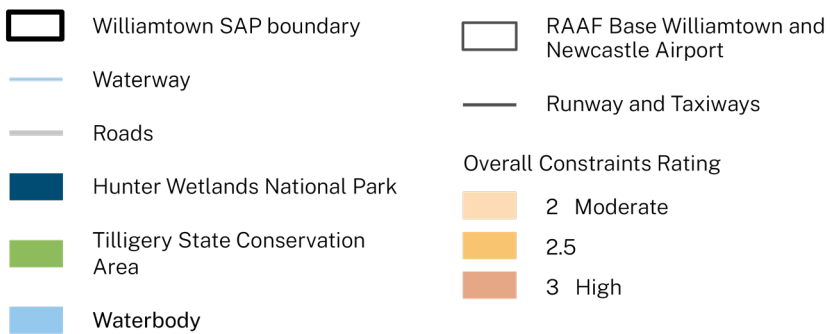 Williamtown SAP boundary
Waterway
Roads
Hunter Wetlands National Park
Tilligery State Conservation
Area
Waterbody
RAAF Base Williamtown and
Newcastle Airport
Runway and Taxiways
Overall Constraints Rating
2 Moderate
2.5
3 High